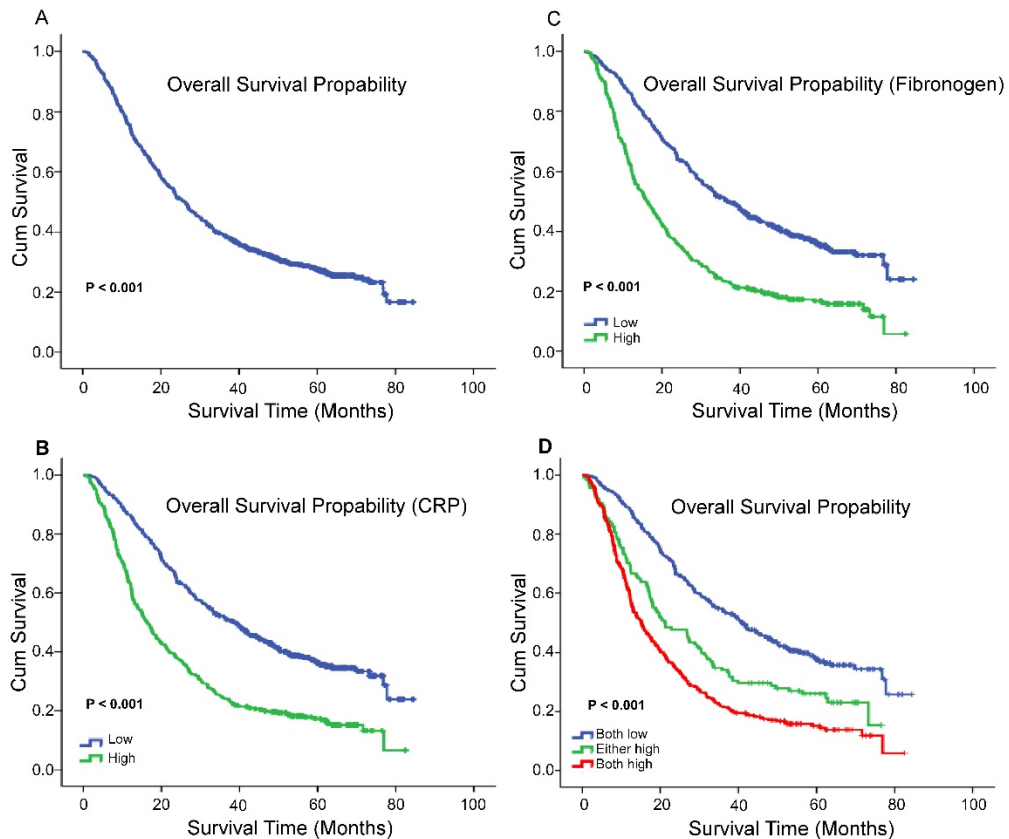 A
Overall Survival Propability
1.0
0.8
0.6
0.4
0.2
0.0
Cum Survival
P < 0.001
0 20 40 60 80 100
Survival Time (Months)
C
Overall Survival Propability (Fibronogen)
1.0
0.8
0.6
0.4
0.2
0.0
Cum Survival
P < 0.001
Low
High
0 20 40 60 80 100
Survival Time (Months)
B
Overall Survival Propability (CRP)
1.0
0.8
0.6
0.4
0.2
0.0
Cum Survival
P < 0.001
Low
High
0 20 40 60 80 100
Survival Time (Months)
D
Overall Survival Propability
1.0
0.8
0.6
0.4
0.2
0.0
Cum Survival
P < 0.001
Both low
Either high
Both high
0 20 40 60 80 100
Survival Time (Months)